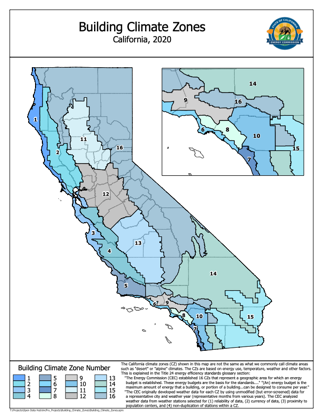 Building Climate Zones
California, 2020
14
9
16
6
8
10
15
7
1
11
2
16
12
3
4
13
5
14
15
10
Building Climate Zone Number
1 5 9 13
2 6 10 14
3 7 11 15
4 8 12 16
The California climate zones (CZ) shown in this map are not the same as what we commonly call climate areas
such as "desert" or "alpine" climates. The CZs are based on energy use, temperature, weather and other factors.
This is explained in the Title 24 energy efficiency standards glossary section:
"The Energy Commission (CEC) established 16 CZs that represent a geographic area for which an energy
budget is established. These energy budgets are the basis for the standards..." "(An) energy budget is the
maximum amount of energy that a building, or portion of a building...can be designed to consume per year."
"The CEC originally developed weather data for each CZ by using unmodified (but error-screened) data for
a representative city and weather year (representative months from various years). The CEC analyzed
weather data from weather stations selected for (1) reliability of data, (2) currency of data, (3) proximity to
population centers, and (4) non-duplication of stations within a CZ.